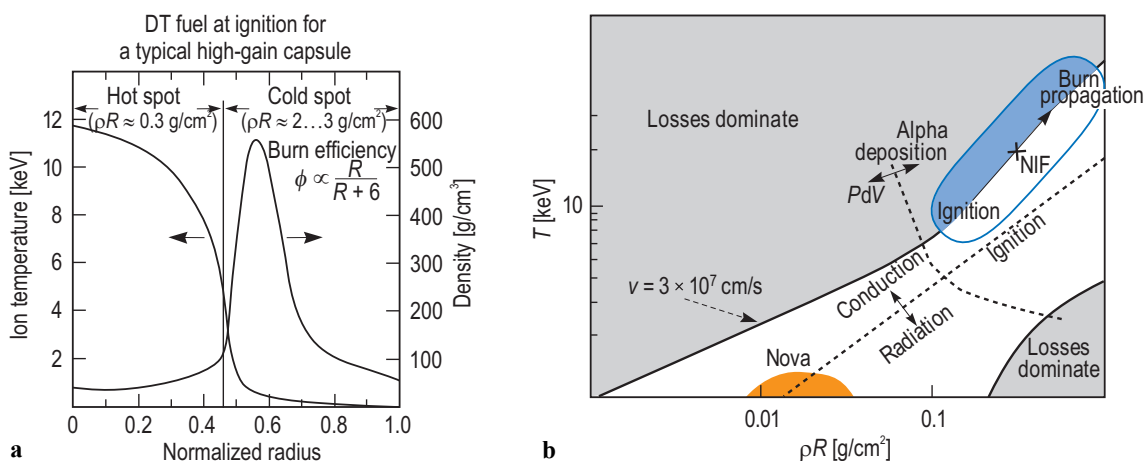 DT fuel at ignition for
a typical high-gain capsule
Hot spot
(ρR ≈ 0.3 g/cm²)
Cold spot
(ρR ≈ 2…3 g/cm²)
Burn efficiency
ϕ ∝ R / R + 6
12
10
8
6
4
2
Ion temperature [keV]
600
500
400
300
200
100
Density [g/cm³]
0
0.2
0.4
0.6
0.8
1.0
Normalized radius
a
T [keV]
10
Losses dominate
Alpha
deposition
PdV
Burn
propagation
NIF
Ignition
Ignition
Conduction
Radiation
v = 3 × 10⁷ cm/s
Nova
Losses
dominate
0.01
0.1
ρR [g/cm²]
b